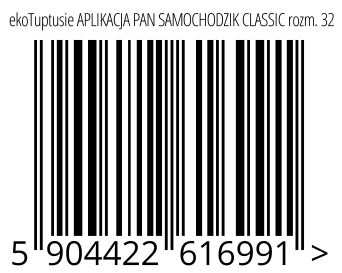 ekoTuptusie APLIKACJA PAN SAMOCHODZIK CLASSIC rozm. 32
5 904422 616991 >